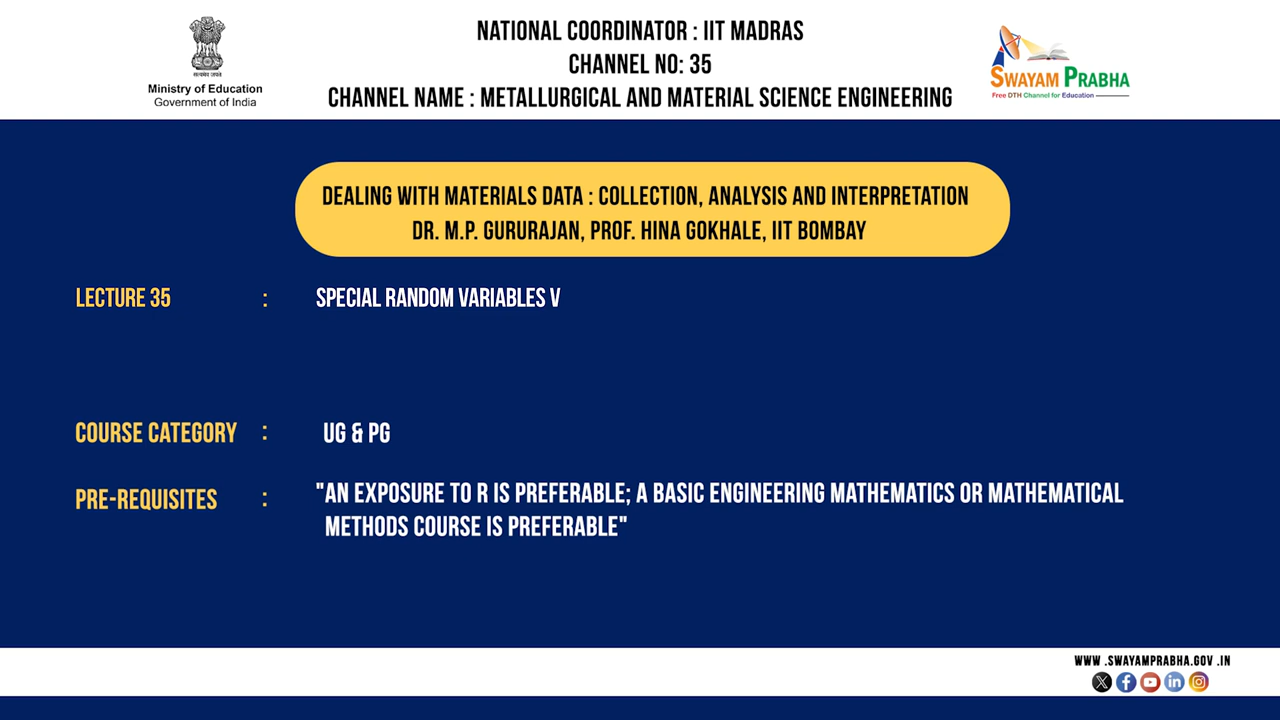 NATIONAL COORDINATOR : IIT MADRAS
CHANNEL NO: 35
CHANNEL NAME : METALLURGICAL AND MATERIAL SCIENCE ENGINEERING
सत्यमेव जयते
Ministry of Education
Government of India
SWAYAM PRABHA
Free DTH Channel for Education
DEALING WITH MATERIALS DATA : COLLECTION, ANALYSIS AND INTERPRETATION
DR. M.P. GURURAJAN, PROF. HINA GOKHALE, IIT BOMBAY
LECTURE 35 : SPECIAL RANDOM VARIABLES V
COURSE CATEGORY : UG & PG
PRE-REQUISITES : "AN EXPOSURE TO R IS PREFERABLE; A BASIC ENGINEERING MATHEMATICS OR MATHEMATICAL
METHODS COURSE IS PREFERABLE"
WWW .SWAYAMPRABHA.GOV .IN